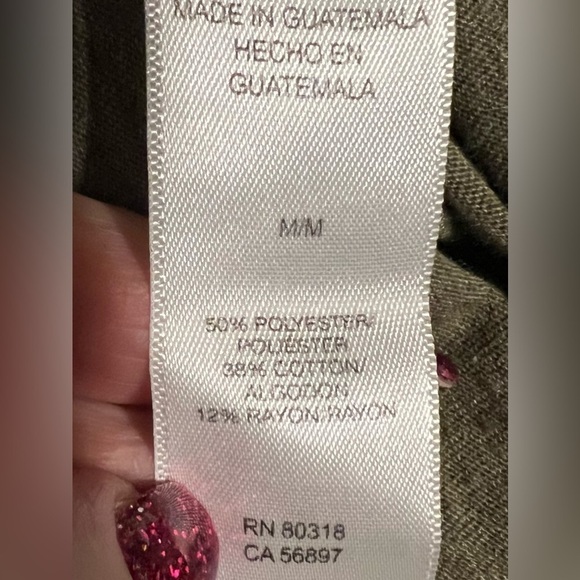 MADE IN GUATEMALA
HECHO EN
GUATEMALA
M/M
50% POLYESTER/
POLIESTER
38% COTTON/
ALGODON
12% RAYON/RAYON
RN 80318
CA 56897